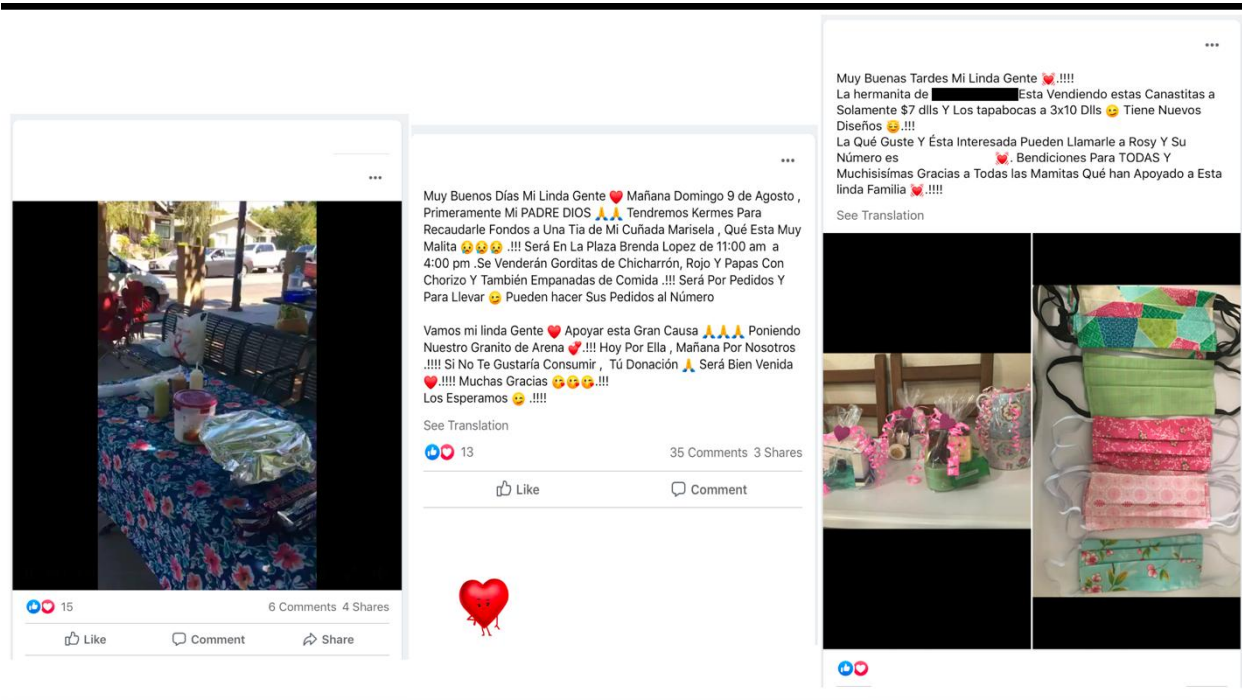 15
6 Comments 4 Shares
Like
Comment
Share
Muy Buenos Días Mi Linda Gente ❤️ Mañana Domingo 9 de Agosto ,
Primeramente Mi PADRE DIOS 🙏🙏 Tendremos Kermes Para
Recaudarle Fondos a Una Tia de Mi Cuñada Marisela , Qué Esta Muy
Malita 😢😢😢 .!!! Será En La Plaza Brenda Lopez de 11:00 am a
4:00 pm .Se Venderán Gorditas de Chicharrón, Rojo Y Papas Con
Chorizo Y También Empanadas de Comida .!!! Será Por Pedidos Y
Para Llevar 😉 Pueden hacer Sus Pedidos al Número
Vamos mi linda Gente ❤️ Apoyar esta Gran Causa 🙏🙏🙏 Poniendo
Nuestro Granito de Arena 💕.!!! Hoy Por Ella , Mañana Por Nosotros
.!!!! Si No Te Gustaría Consumir , Tú Donación 🙏 Será Bien Venida
❤️.!!!! Muchas Gracias 😘😘😘.!!!
Los Esperamos 😉 .!!!!
See Translation
13
35 Comments 3 Shares
Like
Comment
Muy Buenas Tardes Mi Linda Gente 💓.!!!!
La hermanita de Esta Vendiendo estas Canastitas a
Solamente $7 dlls Y Los tapabocas a 3x10 Dlls 😉 Tiene Nuevos
Diseños 😌.!!!
La Qué Guste Y Ésta Interesada Pueden Llamarle a Rosy Y Su
Número es 💓. Bendiciones Para TODAS Y
Muchisisímas Gracias a Todas las Mamitas Qué han Apoyado a Esta
linda Familia 💓.!!!!
See Translation